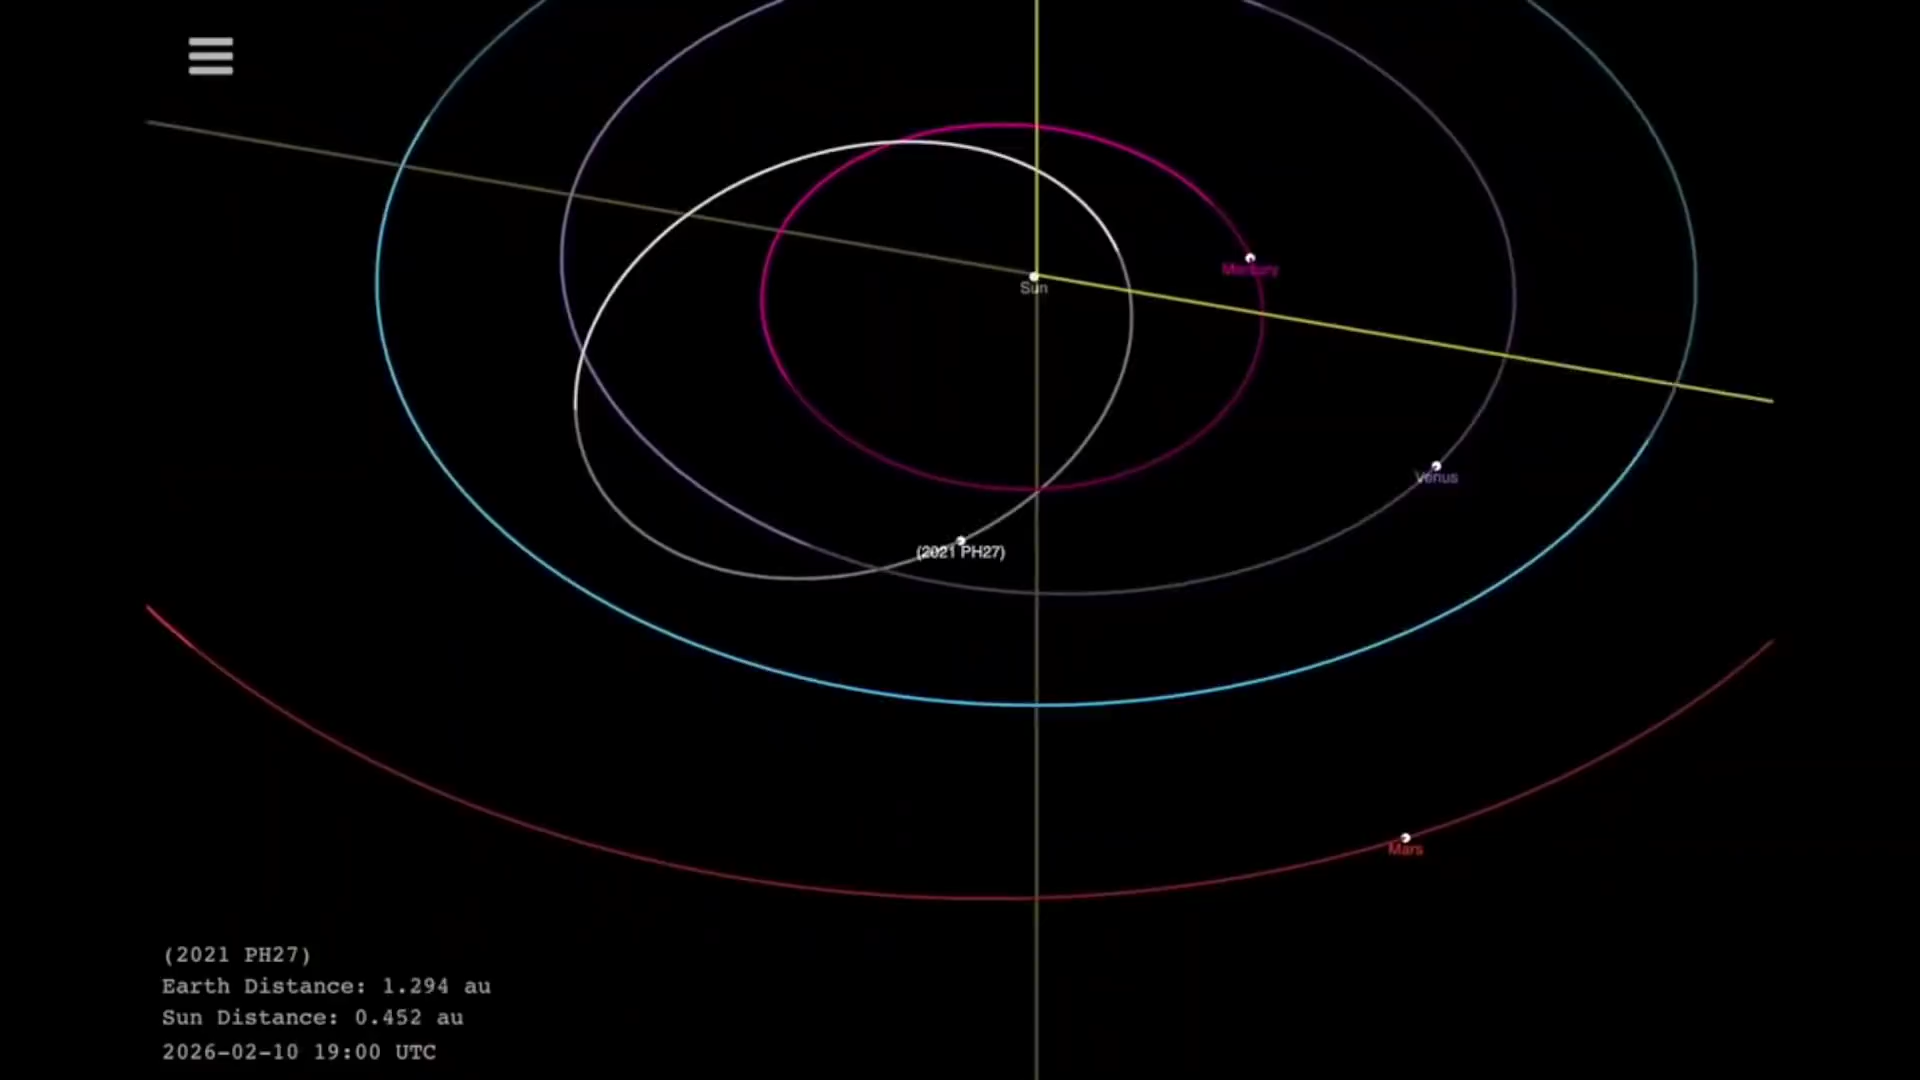 Mercury
Sun
Venus
(2021 PH27)
Mars
(2021 PH27)
Earth Distance: 1.294 au
Sun Distance: 0.452 au
2026-02-10 19:00 UTC